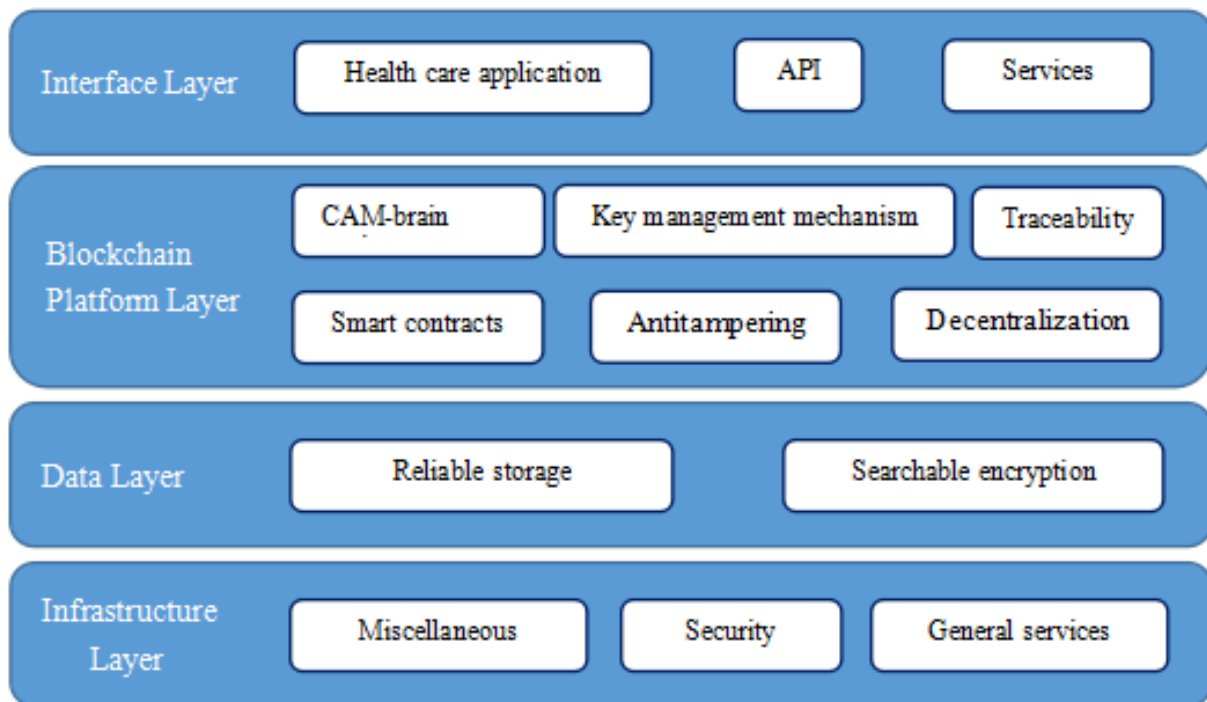 Interface Layer
Health care application
API
Services
Blockchain
Platform Layer
CAM-brain
Key management mechanism
Traceability
Smart contracts
Antitampering
Decentralization
Data Layer
Reliable storage
Searchable encryption
Infrastructure
Layer
Miscellaneous
Security
General services